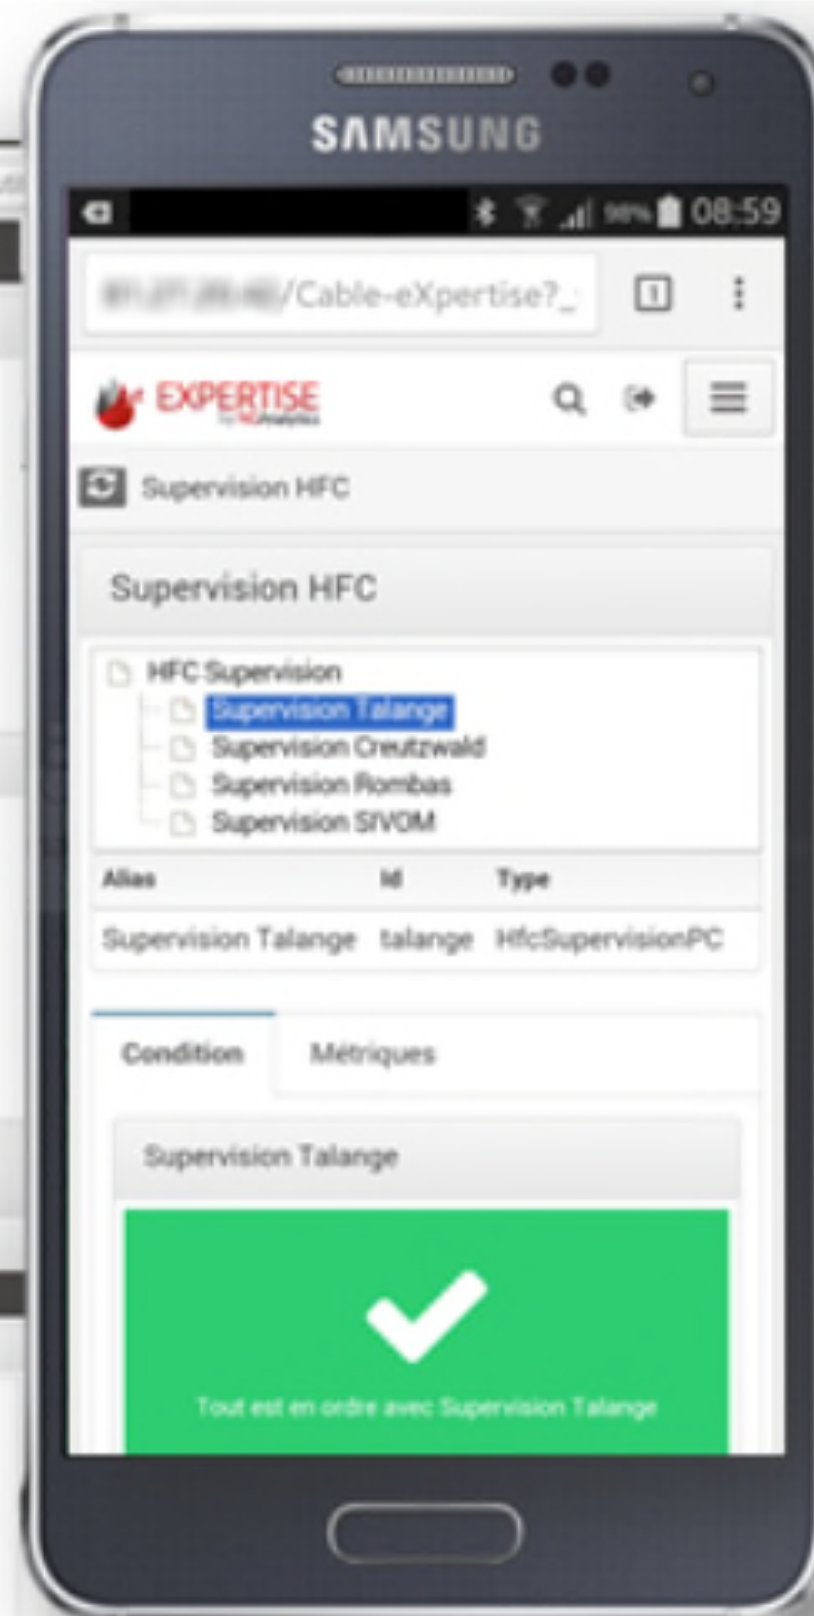 SAMSUNG
98% 08:59
/Cable-eXpertise?_
1
EXPERTISE
Supervision HFC
Supervision HFC
HFC Supervision
Supervision Talange
Supervision Creutzwald
Supervision Rombas
Supervision SIVOM
Alias Id Type
Supervision Talange talange HfcSupervisionPC
Condition Métriques
Supervision Talange
Tout est en ordre avec Supervision Talange